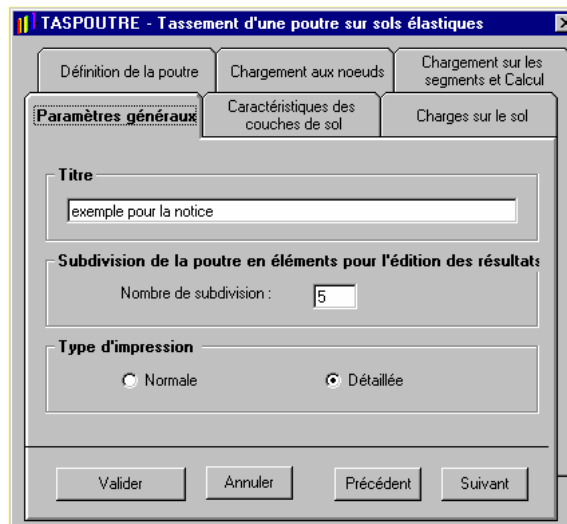 TASPOUTRE - Tassement d'une poutre sur sols élastiques
Définition de la poutre
Chargement aux noeuds
Chargement sur les
segments et Calcul
Paramètres généraux
Caractéristiques des
couches de sol
Charges sur le sol
Titre
exemple pour la notice
Subdivision de la poutre en éléments pour l'édition des résultats
Nombre de subdivision :
5
Type d'impression
Normale
Détaillée
Valider
Annuler
Précédent
Suivant